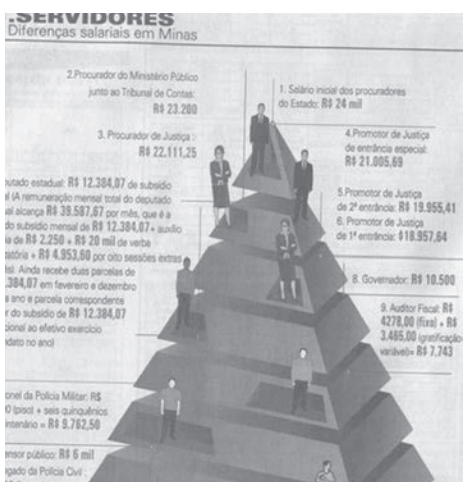 .SERVIDORES
Diferenças salariais em Minas
2.Procurador do Ministério Público
junto ao Tribunal de Contas:
R$ 23.200
1. Salário inicial dos procuradores
do Estado: R$ 24 mil
3. Procurador de Justiça :
R$ 22.111,25
4.Promotor de Justiça
de entrância especial:
R$ 21.005,69
putado estadual: R$ 12.384,07 de subsídio
al (A remuneração mensal total do deputado
al alcança R$ 39.587,67 por mês, que é a
do subsídio mensal de R$ 12.384,07+ auxílio
ia de R$ 2.250 + R$ 20 mil de verba
atória + R$ 4.953,60 por oito sessões extras
Ainda recebe duas parcelas de
.384,07 em fevereiro e dezembro
a ano e parcela correspondente
r do subsídio de R$ 12.384,07
cional ao efetivo exercício
ndato no ano)
5.Promotor de Justiça
de 2ª entrância: R$ 19.955,41
6. Promotor de Justiça
de 1ª entrância: $18.957,64
8. Governador: R$ 10.500
9. Auditor Fiscal: R$
4278,00 (fixa) + R$
3.465,00 (gratificação
variável)= R$ 7.743
onel da Polícia Militar: R$
0 (piso) + seis quinquênios
intenário = R$ 9.762,50
ensor público: R$ 6 mil
egado da Polícia Civil :